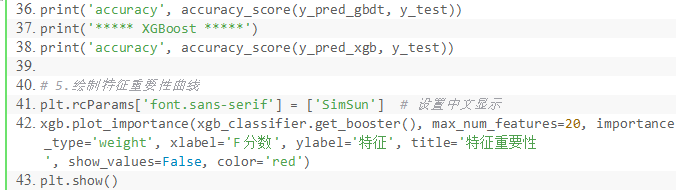 36. print('accuracy', accuracy_score(y_pred_gbdt, y_test))
37. print('***** XGBoost *****')
38. print('accuracy', accuracy_score(y_pred_xgb, y_test))
39.
40. # 5.绘制特征重要性曲线
41. plt.rcParams['font.sans-serif'] = ['SimSun']  # 设置中文显示
42. xgb.plot_importance(xgb_classifier.get_booster(), max_num_features=20, importance
_type='weight', xlabel='F分数', ylabel='特征', title='特征重要性
', show_values=False, color='red')
43. plt.show()